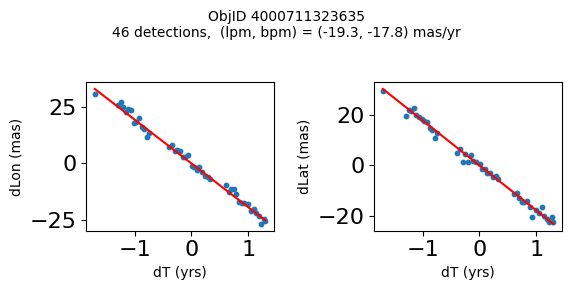 ObjID 4000711323635
46 detections,  (lpm, bpm) = (-19.3, -17.8) mas/yr
dLon (mas)
25
0
−25
−1
0
1
dT (yrs)
dLat (mas)
20
0
−20
−1
0
1
dT (yrs)